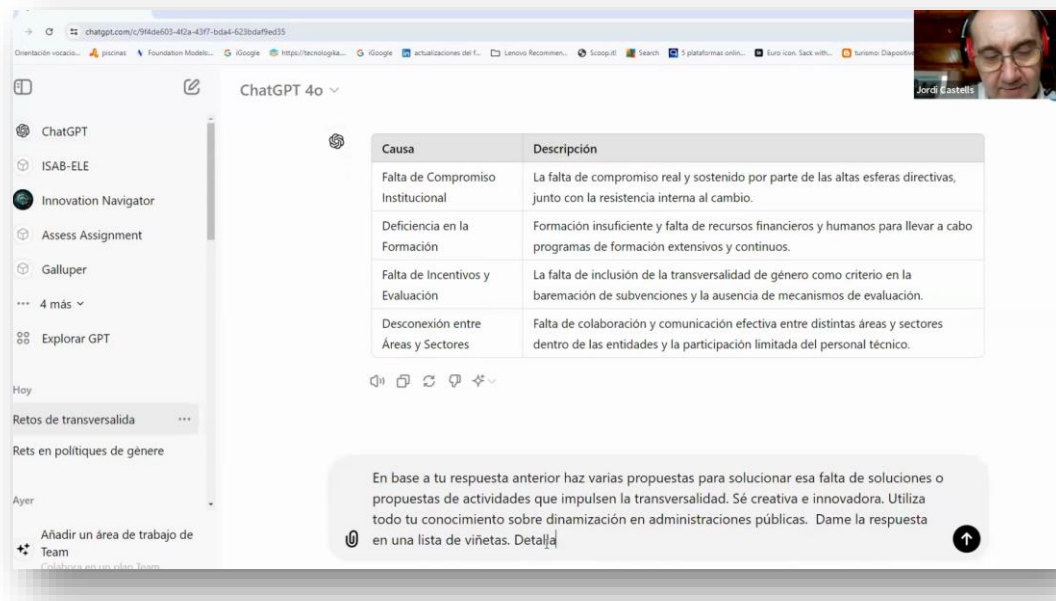 chatgpt.com/c/9f4de603-4f2a-43f7-bda4-623bdaf9ed35
Orientación vocacio... piscinas Foundation Models:... iGoogle https://tecnologika... iGoogle actualizaciones del f... Lenovo Recommen... Scoop.it! Search 5 plataformas onlin... Euro icon. Sack with... turismo: Diapositive
Jordi Castells
ChatGPT 4o
ChatGPT
ISAB-ELE
Innovation Navigator
Assess Assignment
Galluper
4 más
Explorar GPT
Hoy
Retos de transversalida ...
Rets en polítiques de gènere
Ayer
Añadir un área de trabajo de
Team
Colabora en un plan Team
Causa Descripción
Falta de Compromiso La falta de compromiso real y sostenido por parte de las altas esferas directivas,
Institucional junto con la resistencia interna al cambio.
Deficiencia en la Formación insuficiente y falta de recursos financieros y humanos para llevar a cabo
Formación programas de formación extensivos y continuos.
Falta de Incentivos y La falta de inclusión de la transversalidad de género como criterio en la
Evaluación baremación de subvenciones y la ausencia de mecanismos de evaluación.
Desconexión entre Falta de colaboración y comunicación efectiva entre distintas áreas y sectores
Áreas y Sectores dentro de las entidades y la participación limitada del personal técnico.
En base a tu respuesta anterior haz varias propuestas para solucionar esa falta de soluciones o
propuestas de actividades que impulsen la transversalidad. Sé creativa e innovadora. Utiliza
todo tu conocimiento sobre dinamización en administraciones públicas. Dame la respuesta
en una lista de viñetas. Detalla